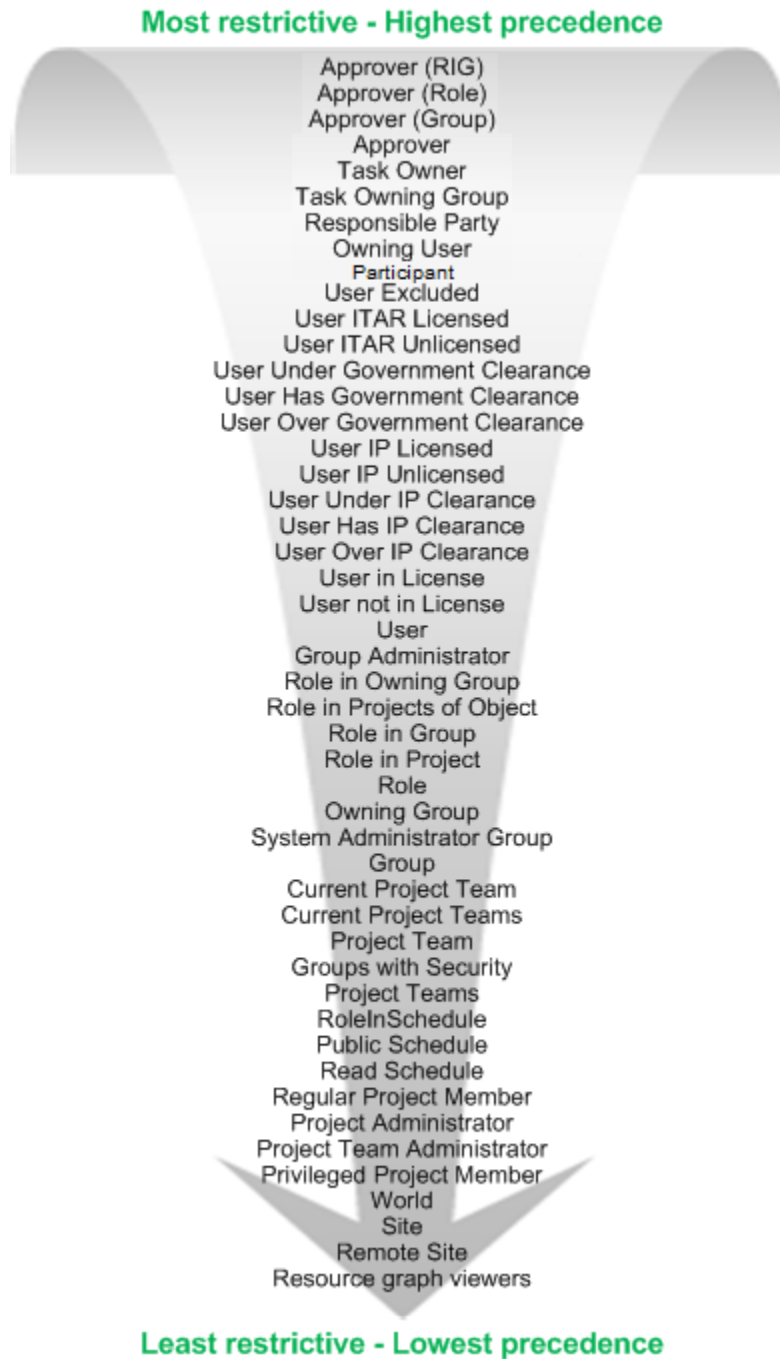 Most restrictive - Highest precedence
Approver (RIG)
Approver (Role)
Approver (Group)
Approver
Task Owner
Task Owning Group
Responsible Party
Owning User
Participant
User Excluded
User ITAR Licensed
User ITAR Unlicensed
User Under Government Clearance
User Has Government Clearance
User Over Government Clearance
User IP Licensed
User IP Unlicensed
User Under IP Clearance
User Has IP Clearance
User Over IP Clearance
User in License
User not in License
User
Group Administrator
Role in Owning Group
Role in Projects of Object
Role in Group
Role in Project
Role
Owning Group
System Administrator Group
Group
Current Project Team
Current Project Teams
Project Team
Groups with Security
Project Teams
RoleInSchedule
Public Schedule
Read Schedule
Regular Project Member
Project Administrator
Project Team Administrator
Privileged Project Member
World
Site
Remote Site
Resource graph viewers
Least restrictive - Lowest precedence